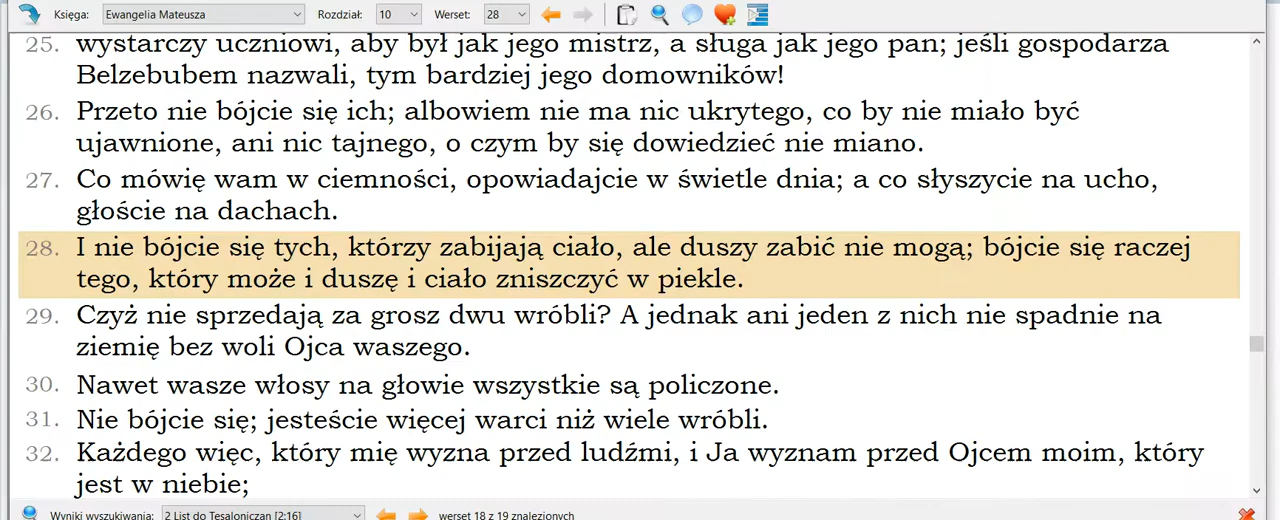 Księga: Ewangelia Mateusza Rozdział: 10 Werset: 28
25. wystarczy uczniowi, aby był jak jego mistrz, a sługa jak jego pan; jeśli gospodarza
Belzebubem nazwali, tym bardziej jego domowników!
26. Przeto nie bójcie się ich; albowiem nie ma nic ukrytego, co by nie miało być
ujawnione, ani nic tajnego, o czym by się dowiedzieć nie miano.
27. Co mówię wam w ciemności, opowiadajcie w świetle dnia; a co słyszycie na ucho,
głoście na dachach.
28. I nie bójcie się tych, którzy zabijają ciało, ale duszy zabić nie mogą; bójcie się raczej
tego, który może i duszę i ciało zniszczyć w piekle.
29. Czyż nie sprzedają za grosz dwu wróbli? A jednak ani jeden z nich nie spadnie na
ziemię bez woli Ojca waszego.
30. Nawet wasze włosy na głowie wszystkie są policzone.
31. Nie bójcie się; jesteście więcej warci niż wiele wróbli.
32. Każdego więc, który mię wyzna przed ludźmi, i Ja wyznam przed Ojcem moim, który
jest w niebie;
Wyniki wyszukiwania: 2 List do Tesaloniczan [2:16] werset 18 z 19 znalezionych